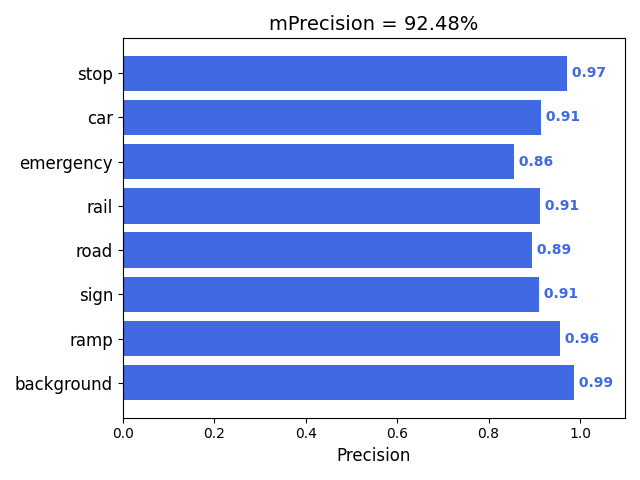 mPrecision = 92.48%
stop 0.97
car 0.91
emergency 0.86
rail 0.91
road 0.89
sign 0.91
ramp 0.96
background 0.99
0.0 0.2 0.4 0.6 0.8 1.0
Precision